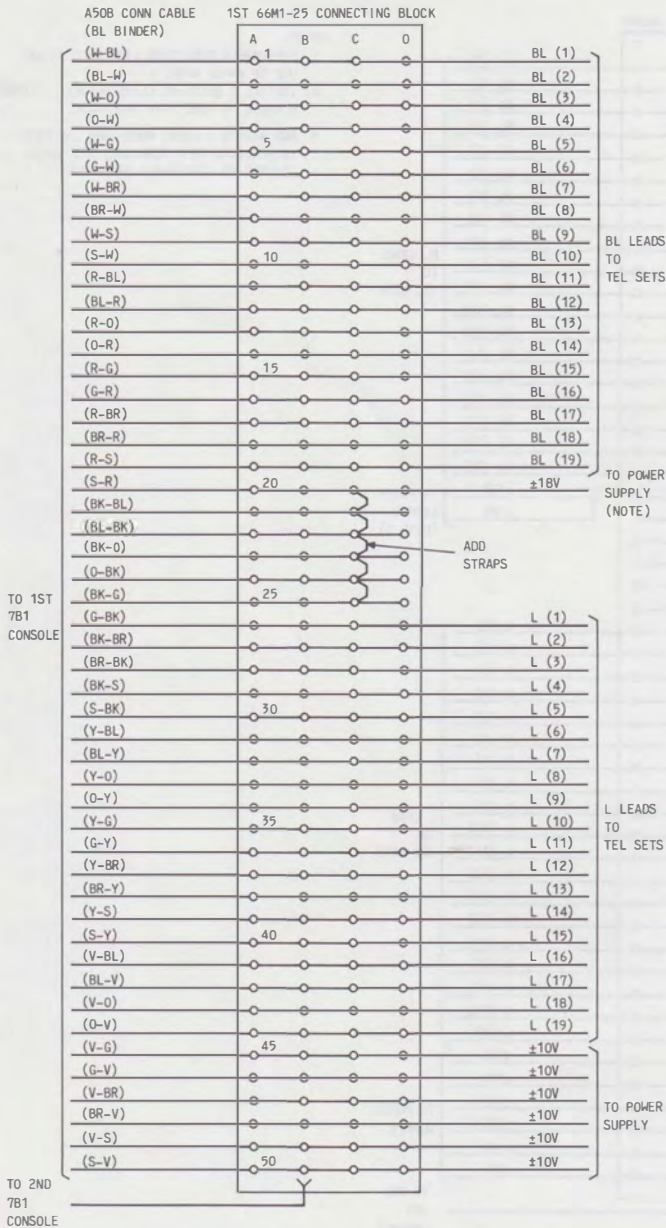 A50B CONN CABLE
(BL BINDER)
1ST 66M1-25 CONNECTING BLOCK
A B C O
(W-BL) 1 BL (1)
(BL-W) BL (2)
(W-O) BL (3)
(O-W) BL (4)
(W-G) 5 BL (5)
(G-W) BL (6)
(W-BR) BL (7)
(BR-W) BL (8)
(W-S) BL (9)
(S-W) 10 BL (10)
(R-BL) BL (11)
(BL-R) BL (12)
(R-O) BL (13)
(O-R) BL (14)
(R-G) 15 BL (15)
(G-R) BL (16)
(R-BR) BL (17)
(BR-R) BL (18)
(R-S) BL (19)
BL LEADS
TO
TEL SETS
(S-R) 20 ±18V
TO POWER
SUPPLY
(NOTE)
(BK-BL)
(BL-BK)
(BK-O)
(O-BK)
(BK-G) 25
ADD
STRAPS
TO 1ST
7B1
CONSOLE
(G-BK) L (1)
(BK-BR) L (2)
(BR-BK) L (3)
(BK-S) L (4)
(S-BK) 30 L (5)
(Y-BL) L (6)
(BL-Y) L (7)
(Y-O) L (8)
(O-Y) L (9)
(Y-G) 35 L (10)
(G-Y) L (11)
(Y-BR) L (12)
(BR-Y) L (13)
(Y-S) L (14)
(S-Y) 40 L (15)
(V-BL) L (16)
(BL-V) L (17)
(V-O) L (18)
(O-V) L (19)
L LEADS
TO
TEL SETS
(V-G) 45 ±10V
(G-V) ±10V
(V-BR) ±10V
(BR-V) ±10V
(V-S) ±10V
(S-V) 50 ±10V
TO POWER
SUPPLY
TO 2ND
7B1
CONSOLE